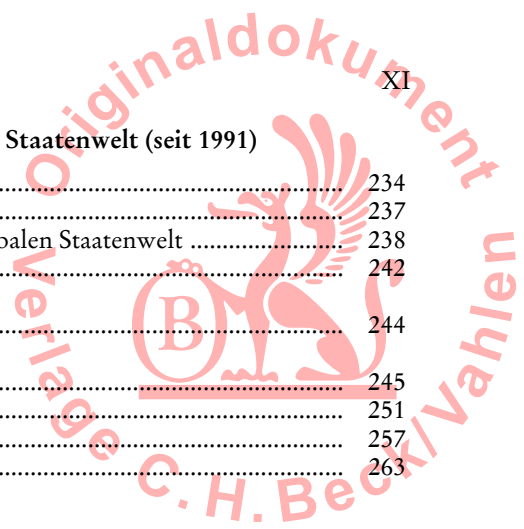 XI
Staatenwelt (seit 1991)
.................................................................. 234
.................................................................. 237
balen Staatenwelt ............................. 238
.................................................................. 242
.................................................................. 244
.................................................................. 245
.................................................................. 251
.................................................................. 257
.................................................................. 263
Originaldokument
Verlage C.H.Beck/Vahlen
B